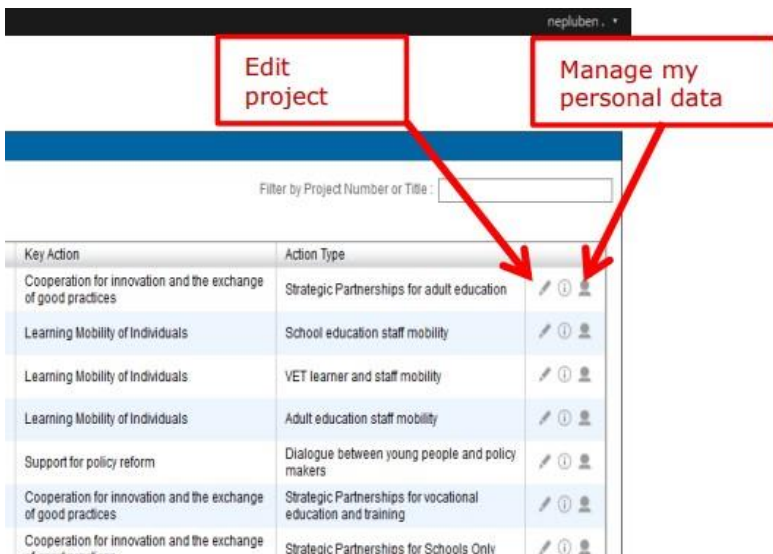 nepluben .
Edit
project
Manage my
personal data
Filter by Project Number or Title :
Key Action
Action Type
Cooperation for innovation and the exchange
of good practices
Strategic Partnerships for adult education
Learning Mobility of Individuals
School education staff mobility
Learning Mobility of Individuals
VET learner and staff mobility
Learning Mobility of Individuals
Adult education staff mobility
Support for policy reform
Dialogue between young people and policy
makers
Cooperation for innovation and the exchange
of good practices
Strategic Partnerships for vocational
education and training
Cooperation for innovation and the exchange
Strategic Partnerships for Schools Only